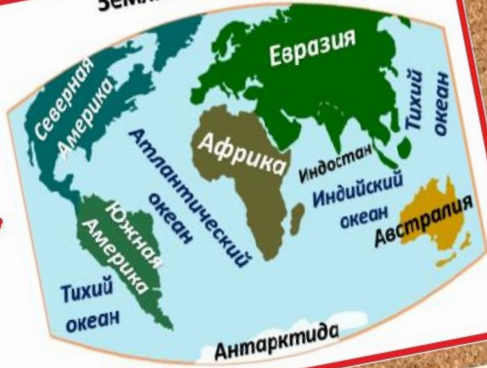 Северная
Америка
Евразия
Тихий
океан
Атлантический
океан
Африка
Индостан
Индийский
океан
Австралия
Южная
Америка
Тихий
океан
Антарктида